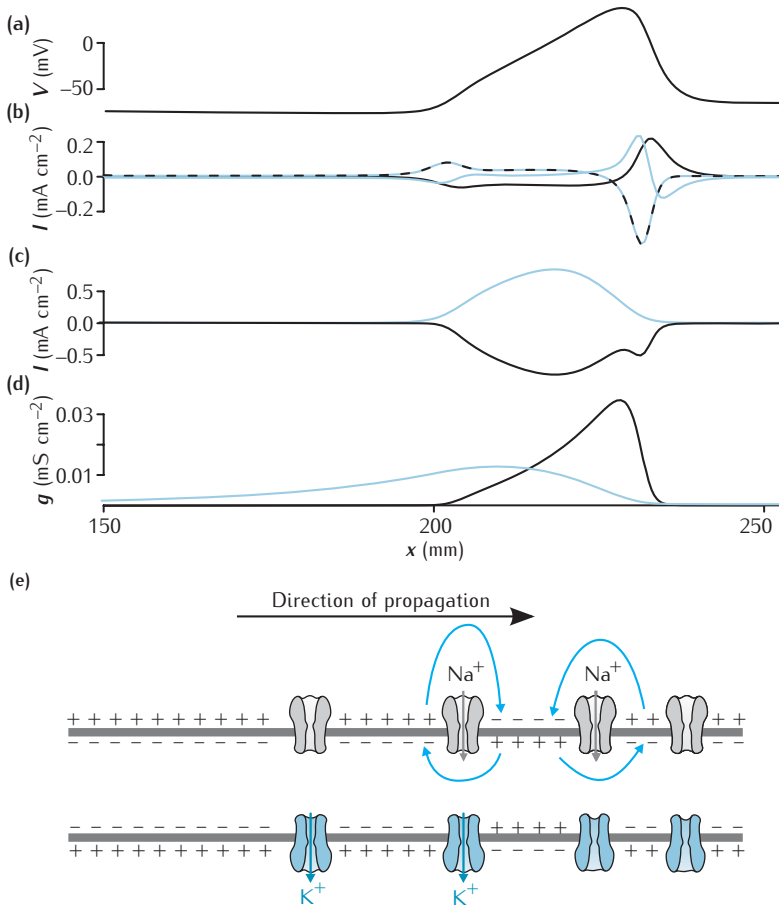 (a)
V (mV)
0
−50
(b)
I (mA cm−2)
0.2
0.0
−0.2
(c)
I (mA cm−2)
0.5
0.0
−0.5
(d)
g (mS cm−2)
0.03
0.01
150
200
250
x (mm)
(e)
Direction of propagation
Na+
Na+
+ + + + + + + + + + +
+ + + + +
− − − −
+ +
+ +
− − − − − − − − − − −
− − − − −
+ + + +
− −
− −
− − − − − − − − − − −
− − − − −
+ + + +
− −
− −
+ + + + + + + + + + +
+ + + + +
− − − −
+ +
+ +
K+
K+